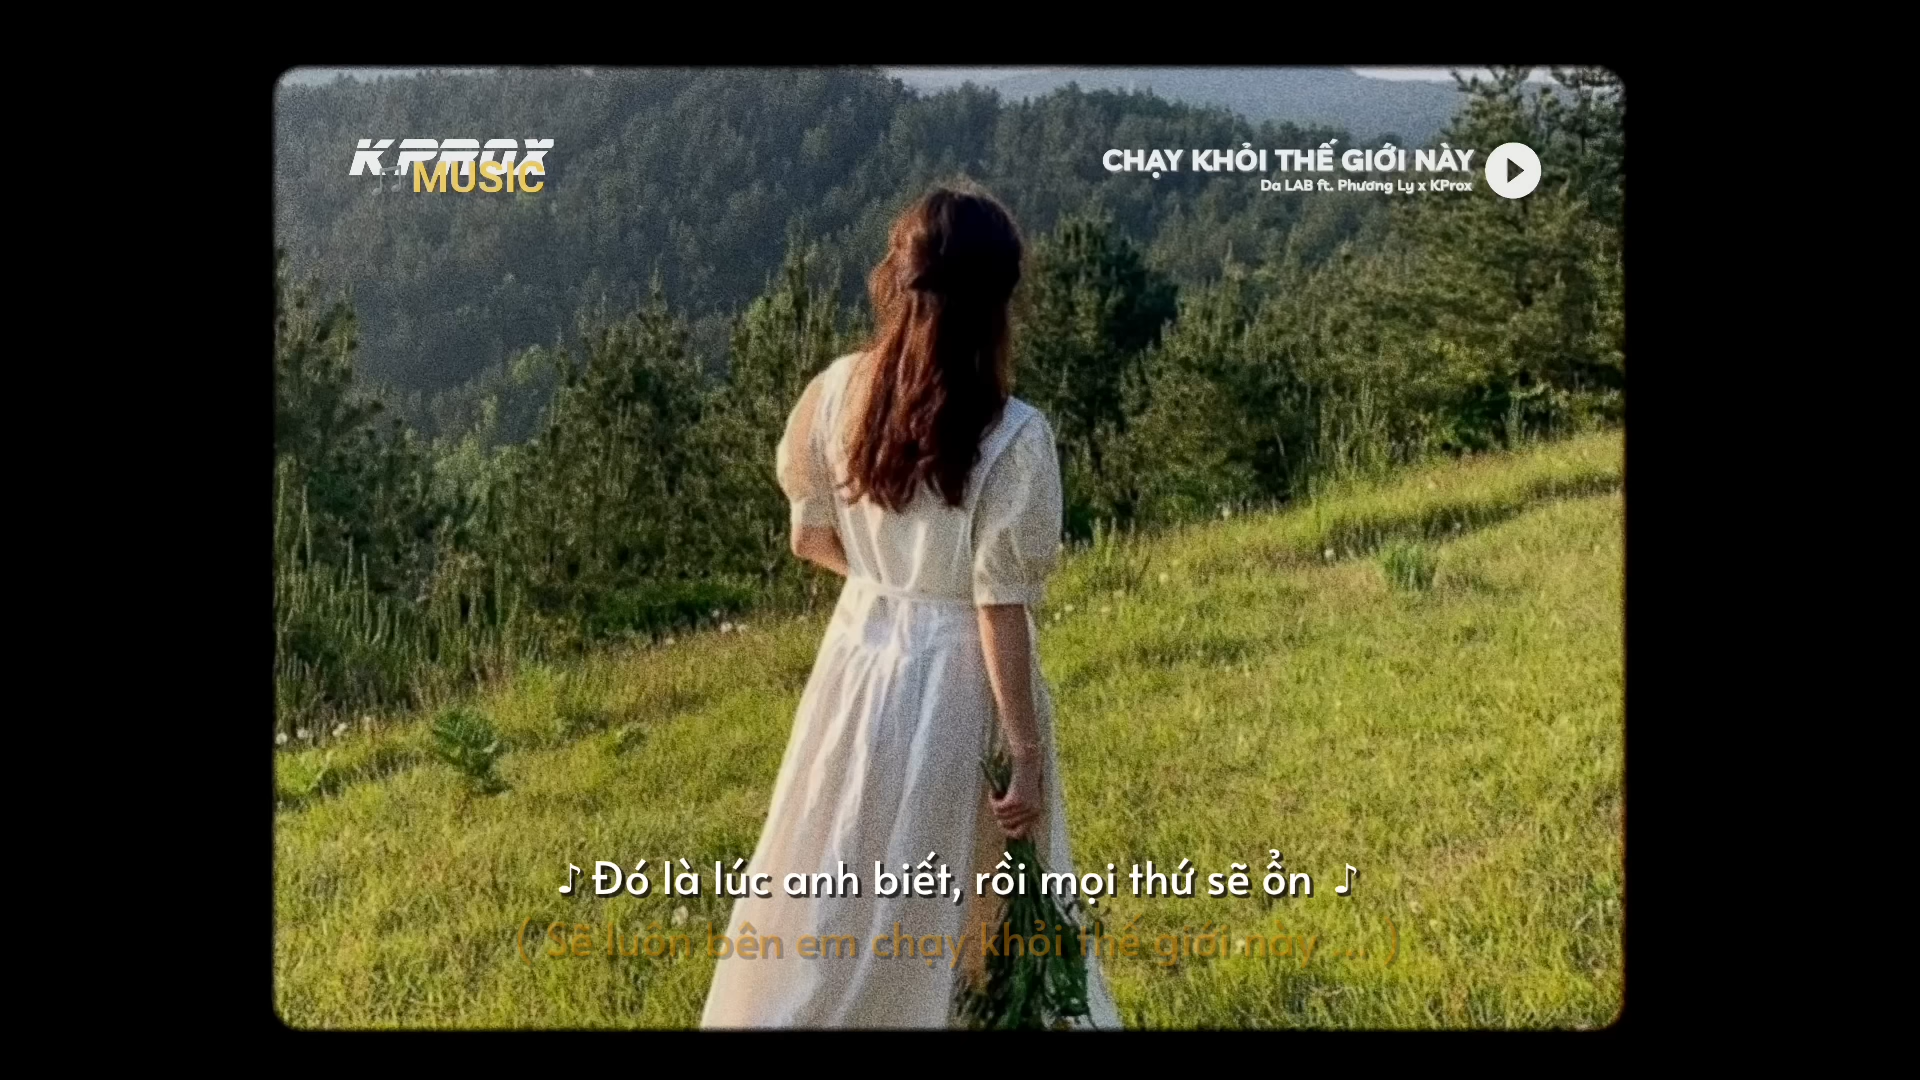 KPROX
MUSIC
CHẠY KHỎI THẾ GIỚI NÀY
Da LAB ft. Phương Ly x KProx
♪ Đó là lúc anh biết, rồi mọi thứ sẽ ổn ♪
( Sẽ luôn bên em chạy khỏi thế giới này ... )